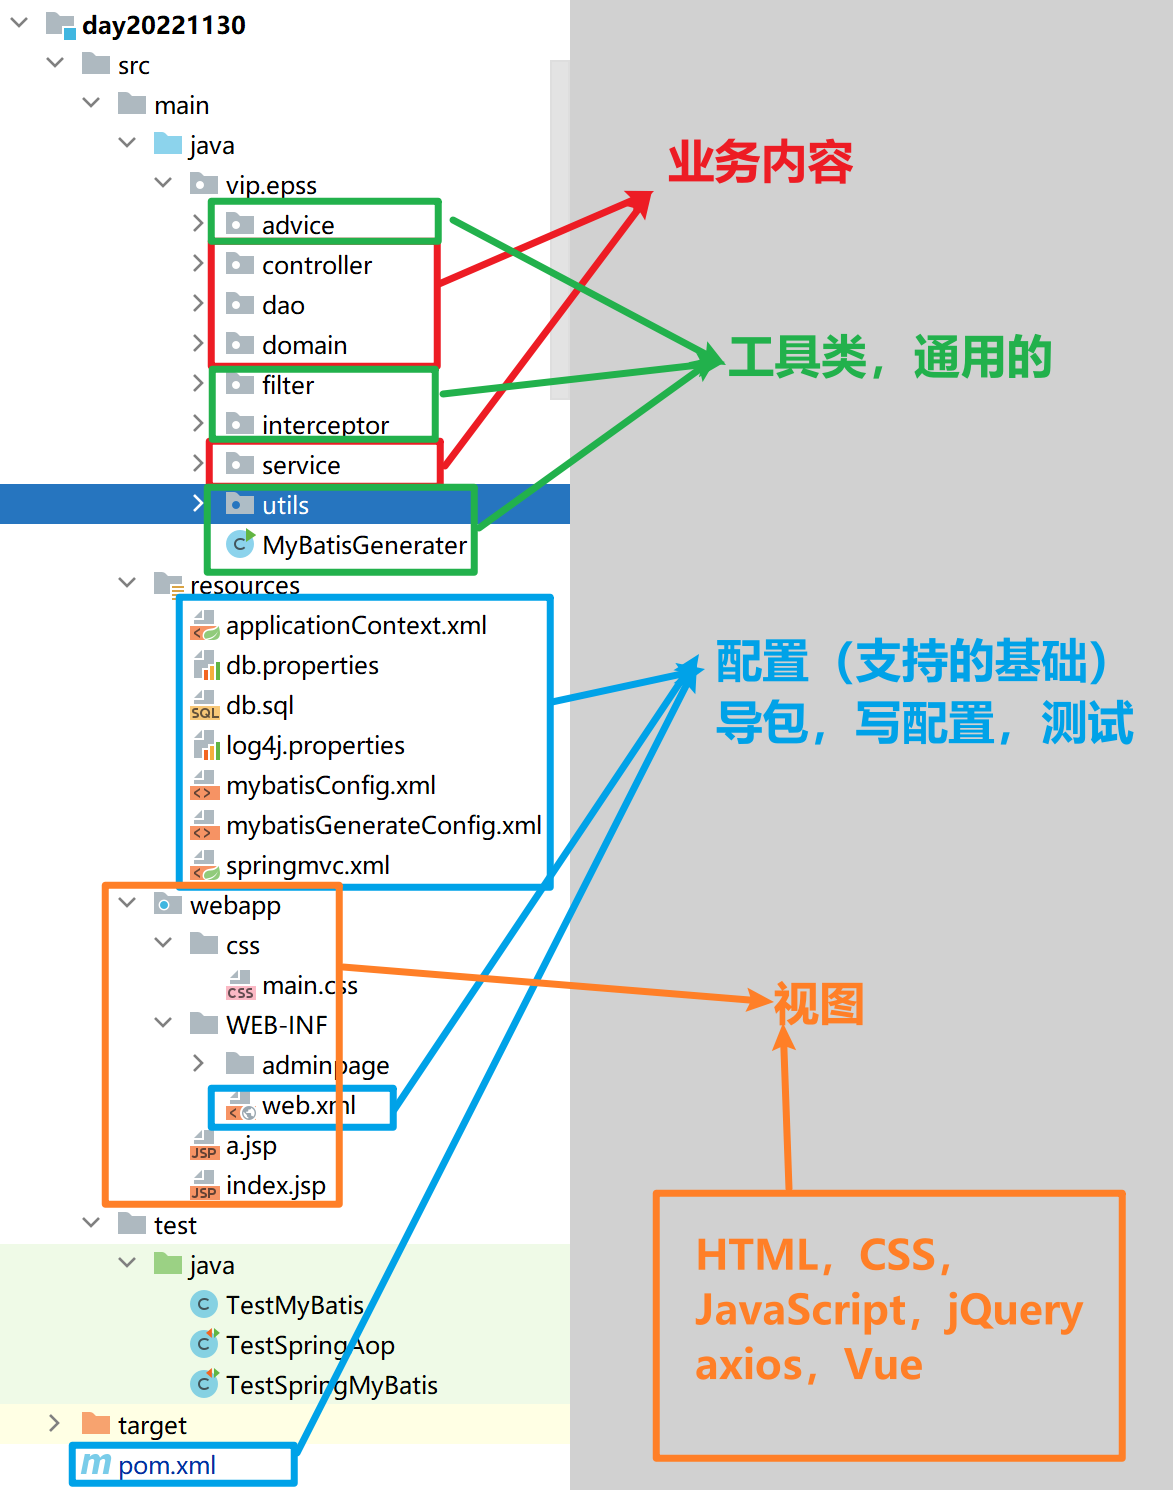 day20221130
src
main
java
vip.epss
advice
controller
dao
domain
filter
interceptor
service
utils
MyBatisGenerater
resources
applicationContext.xml
db.properties
db.sql
log4j.properties
mybatisConfig.xml
mybatisGenerateConfig.xml
springmvc.xml
webapp
css
main.css
WEB-INF
adminpage
web.xml
a.jsp
index.jsp
test
java
TestMyBatis
TestSpringAop
TestSpringMyBatis
target
pom.xml
业务内容
工具类，通用的
配置（支持的基础）
导包，写配置，测试
视图
HTML，CSS，
JavaScript，jQuery
axios，Vue